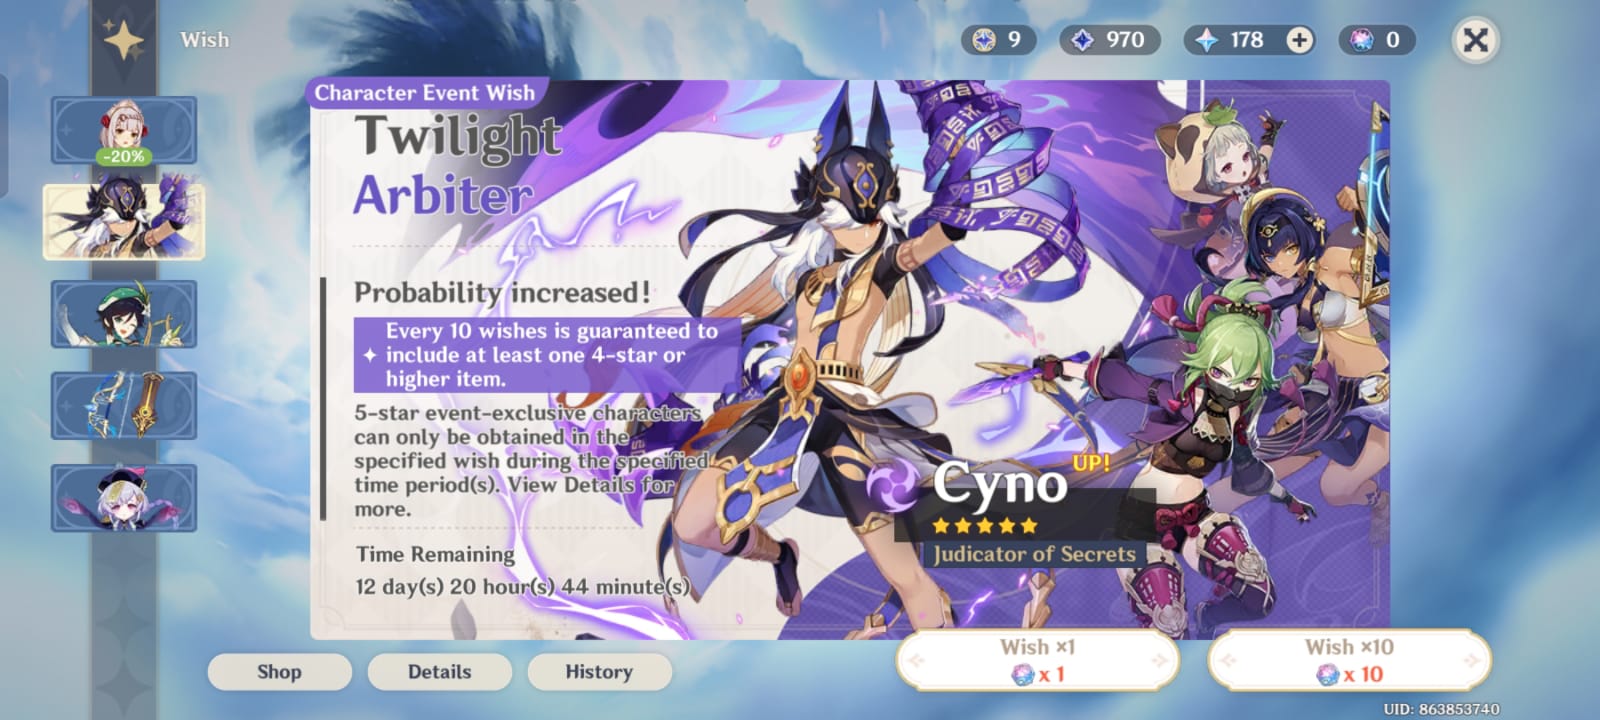 Wish
9
970
178
0
-20%
Character Event Wish
Twilight
Arbiter
Probability increased!
Every 10 wishes is guaranteed to
include at least one 4-star or
higher item.
5-star event-exclusive characters
can only be obtained in the
specified wish during the specified
time period(s). View Details for
more.
Time Remaining
12 day(s) 20 hour(s) 44 minute(s)
UP!
Cyno
Judicator of Secrets
Shop
Details
History
Wish ×1
x 1
Wish ×10
x 10
UID: 863853740